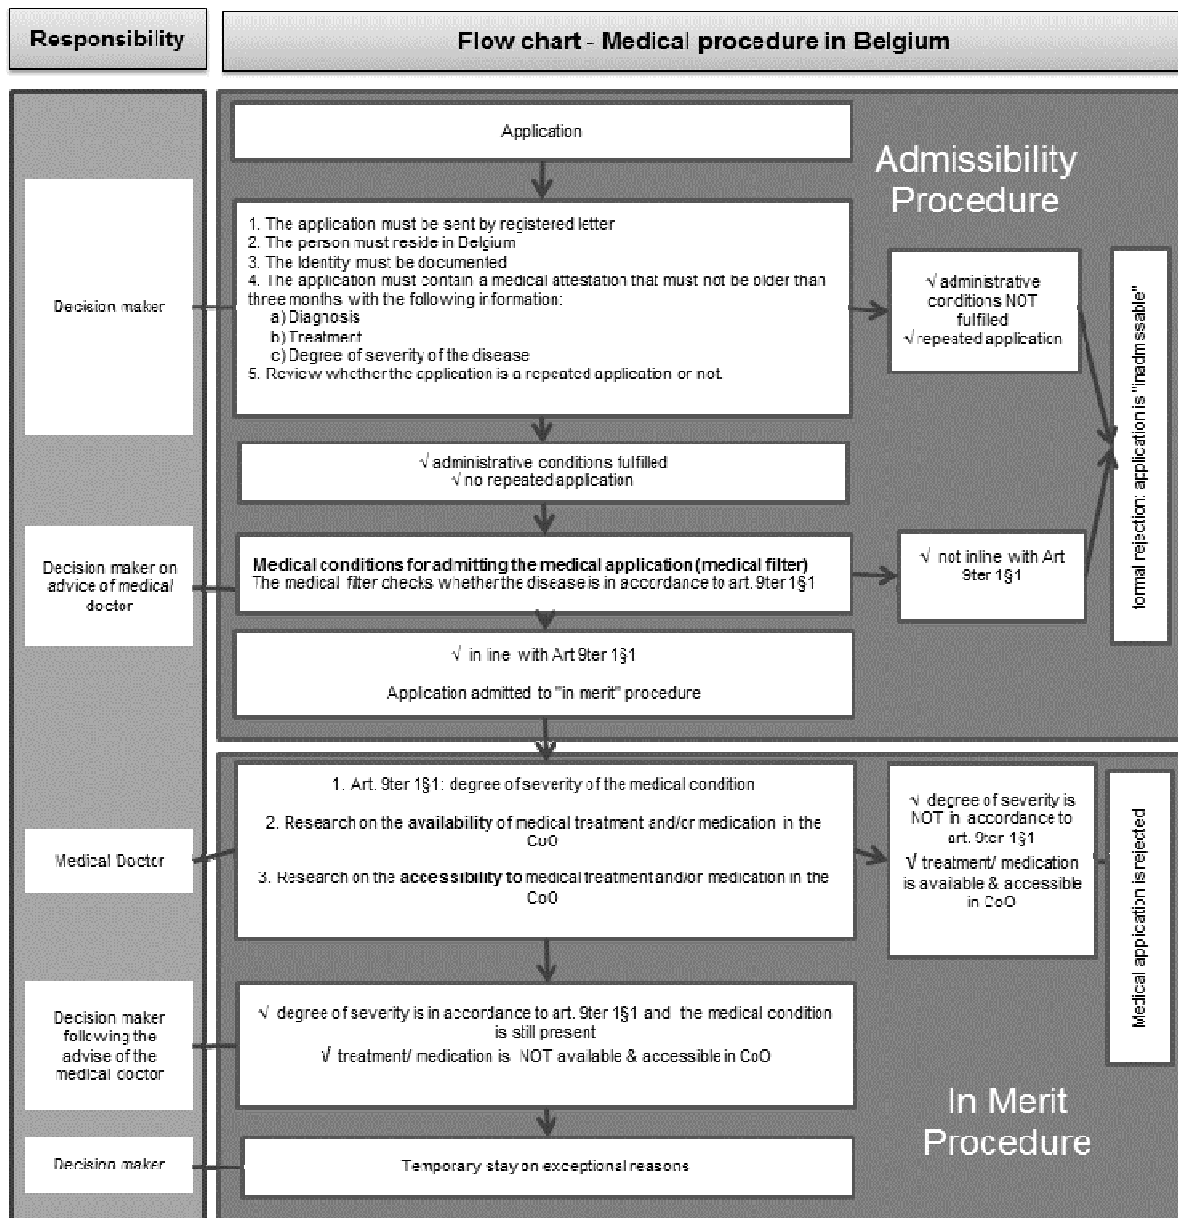 Responsibility
Flow chart - Medical procedure in Belgium
Application
Admissibility
Procedure
Decision maker
1. The application must be sent by registered letter
2. The person must reside in Belgium
3. The Identity must be documented
4. The application must contain a medical attestation that must not be older than
three months with the following information:
a) Diagnosis
b) Treatment
c) Degree of severity of the disease
5. Review whether the application is a repeated application or not.
√ administrative
conditions NOT
fulfilled
√ repeated application
formal rejection: application is "inadmissable"
√ administrative conditions fulfilled
√ no repeated application
Decision maker on
advice of medical
doctor
Medical conditions for admitting the medical application (medical filter)
The medical filter checks whether the disease is in accordance to art. 9ter 1§1
√ not inline with Art
9ter 1§1
√ in line with Art 9ter 1§1
Application admitted to "in merit" procedure
Medical Doctor
1. Art. 9ter 1§1: degree of severity of the medical condition
2. Research on the availability of medical treatment and/or medication in the
CoO
3. Research on the accessibility to medical treatment and/or medication in the
CoO
√ degree of severity is
NOT in accordance to
art. 9ter 1§1
√ treatment/ medication
is available & accessible
in CoO
Medical appication is rejected
Decision maker
following the
advise of the
medical doctor
√ degree of severity is in accordance to art. 9ter 1§1 and the medical condition
is still present
√ treatment/ medication is NOT available & accessible in CoO
In Merit
Procedure
Decision maker
Temporary stay on exceptional reasons